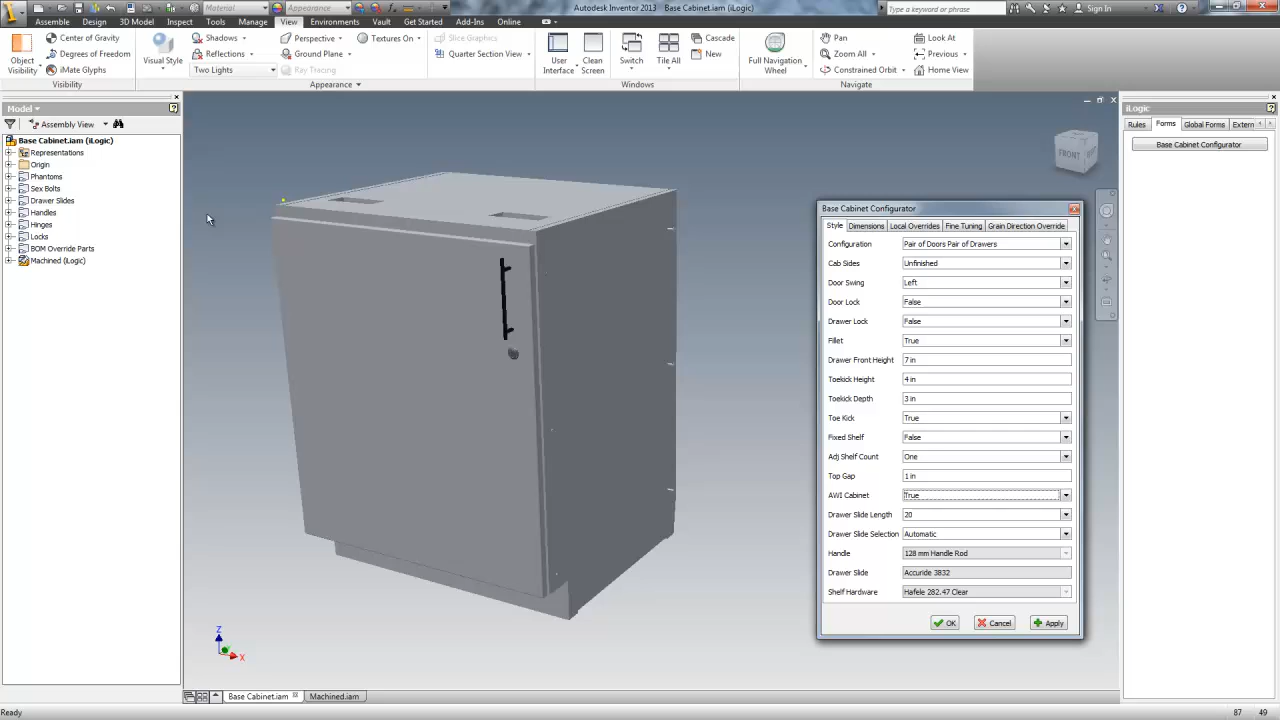 Material
Appearance
Autodesk Inventor 2013   Base Cabinet.iam (iLogic)
Type a keyword or phrase
Sign In
Assemble Design 3D Model Inspect Tools Manage View Environments Vault Get Started Add-Ins Online
Object Visibility
Center of Gravity
Degrees of Freedom
iMate Glyphs
Visibility
Visual Style
Shadows
Reflections
Two Lights
Perspective
Ground Plane
Ray Tracing
Textures On
Slice Graphics
Quarter Section View
Appearance
User Interface
Clean Screen
Switch
Tile All
Cascade
New
Windows
Full Navigation Wheel
Pan
Zoom All
Constrained Orbit
Look At
Previous
Home View
Navigate
Model
Assembly View
Base Cabinet.iam (iLogic)
Representations
Origin
Phantoms
Sex Bolts
Drawer Slides
Handles
Hinges
Locks
BOM Override Parts
Machined (iLogic)
FRONT
Z
X
Base Cabinet Configurator
Style Dimensions Local Overrides Fine Tuning Grain Direction Override
Configuration Pair of Doors Pair of Drawers
Cab Sides Unfinished
Door Swing Left
Door Lock False
Drawer Lock False
Fillet True
Drawer Front Height 7 in
Toekick Height 4 in
Toekick Depth 3 in
Toe Kick True
Fixed Shelf False
Adj Shelf Count One
Top Gap 1 in
AWI Cabinet True
Drawer Slide Length 20
Drawer Slide Selection Automatic
Handle 128 mm Handle Rod
Drawer Slide Accuride 3832
Shelf Hardware Hafele 282.47 Clear
OK Cancel Apply
iLogic
Rules Forms Global Forms Extern
Base Cabinet Configurator
Base Cabinet.iam Machined.iam
Ready
87 49